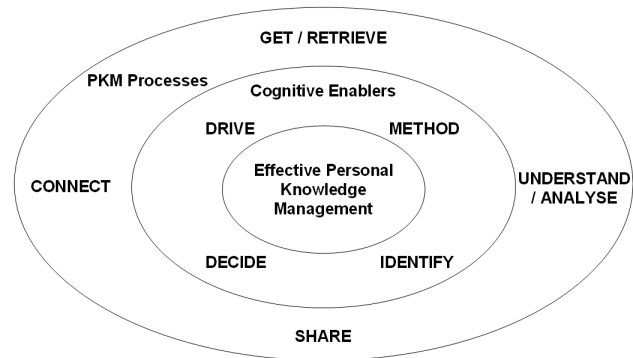 GET / RETRIEVE
PKM Processes
Cognitive Enablers
DRIVE
METHOD
Effective Personal
Knowledge
Management
CONNECT
UNDERSTAND
/ ANALYSE
DECIDE
IDENTIFY
SHARE